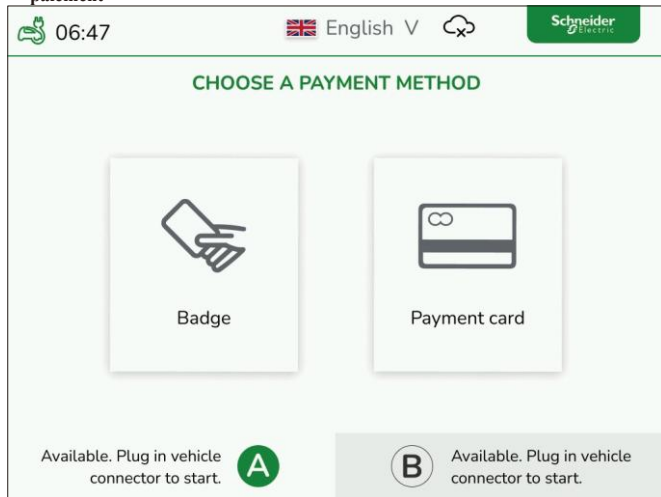 paiement
06:47 English V Schneider Electric
CHOOSE A PAYMENT METHOD
Badge Payment card
Available. Plug in vehicle connector to start. A
B Available. Plug in vehicle connector to start.